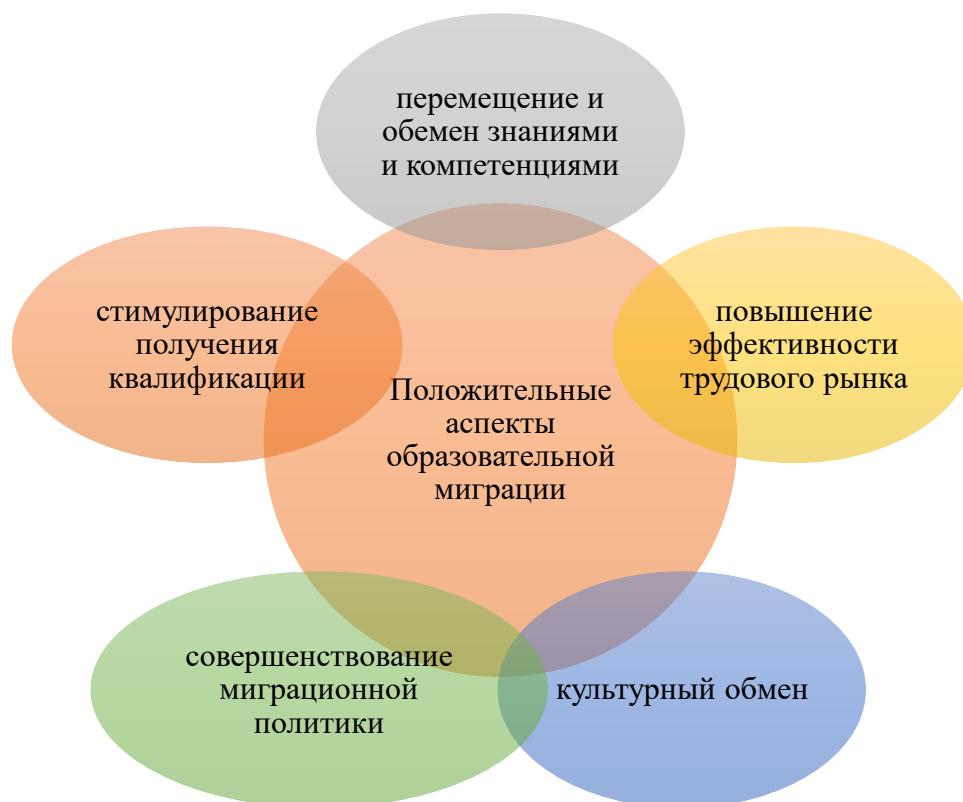 перемещение и
обемен знаниями
и компетенциями
стимулирование
получения
квалификации
повышение
эффективности
трудового рынка
Положительные
аспекты
образовательной
миграции
совершенствование
миграционной
политики
культурный обмен